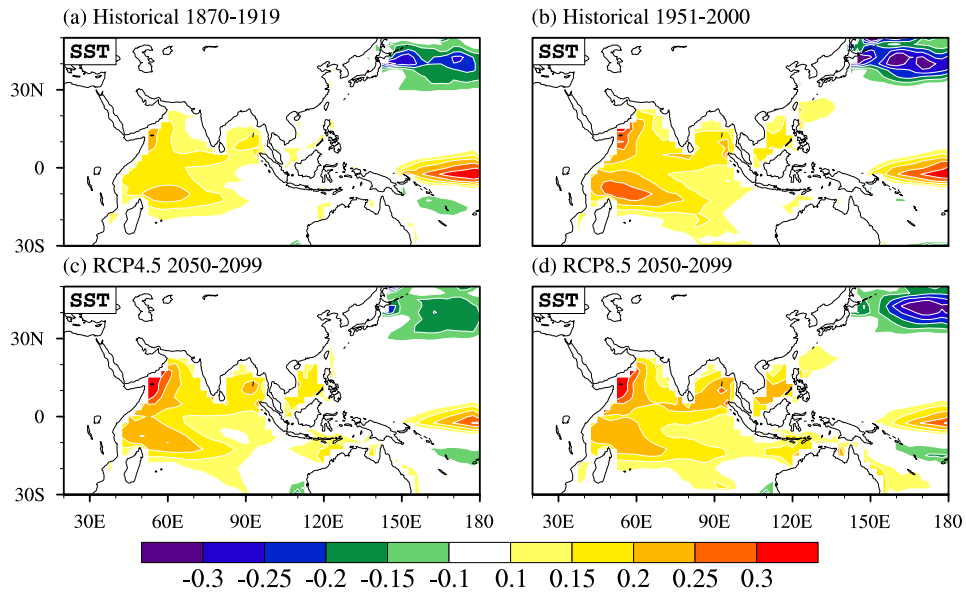 (a) Historical 1870-1919
(b) Historical 1951-2000
SST
SST
30N
0
30S
(c) RCP4.5 2050-2099
(d) RCP8.5 2050-2099
SST
SST
30N
0
30S
30E 60E 90E 120E 150E 180
30E 60E 90E 120E 150E 180
-0.3 -0.25 -0.2 -0.15 -0.1 0.1 0.15 0.2 0.25 0.3